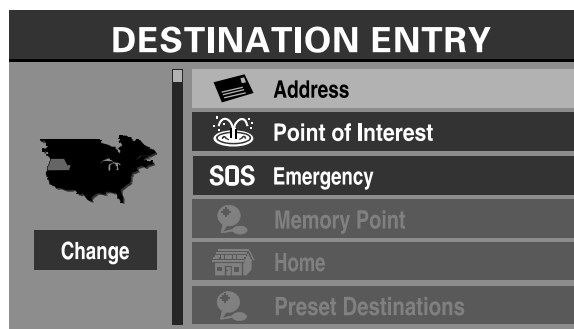 DESTINATION ENTRY
Address
Point of Interest
SOS Emergency
Memory Point
Change
Home
Preset Destinations